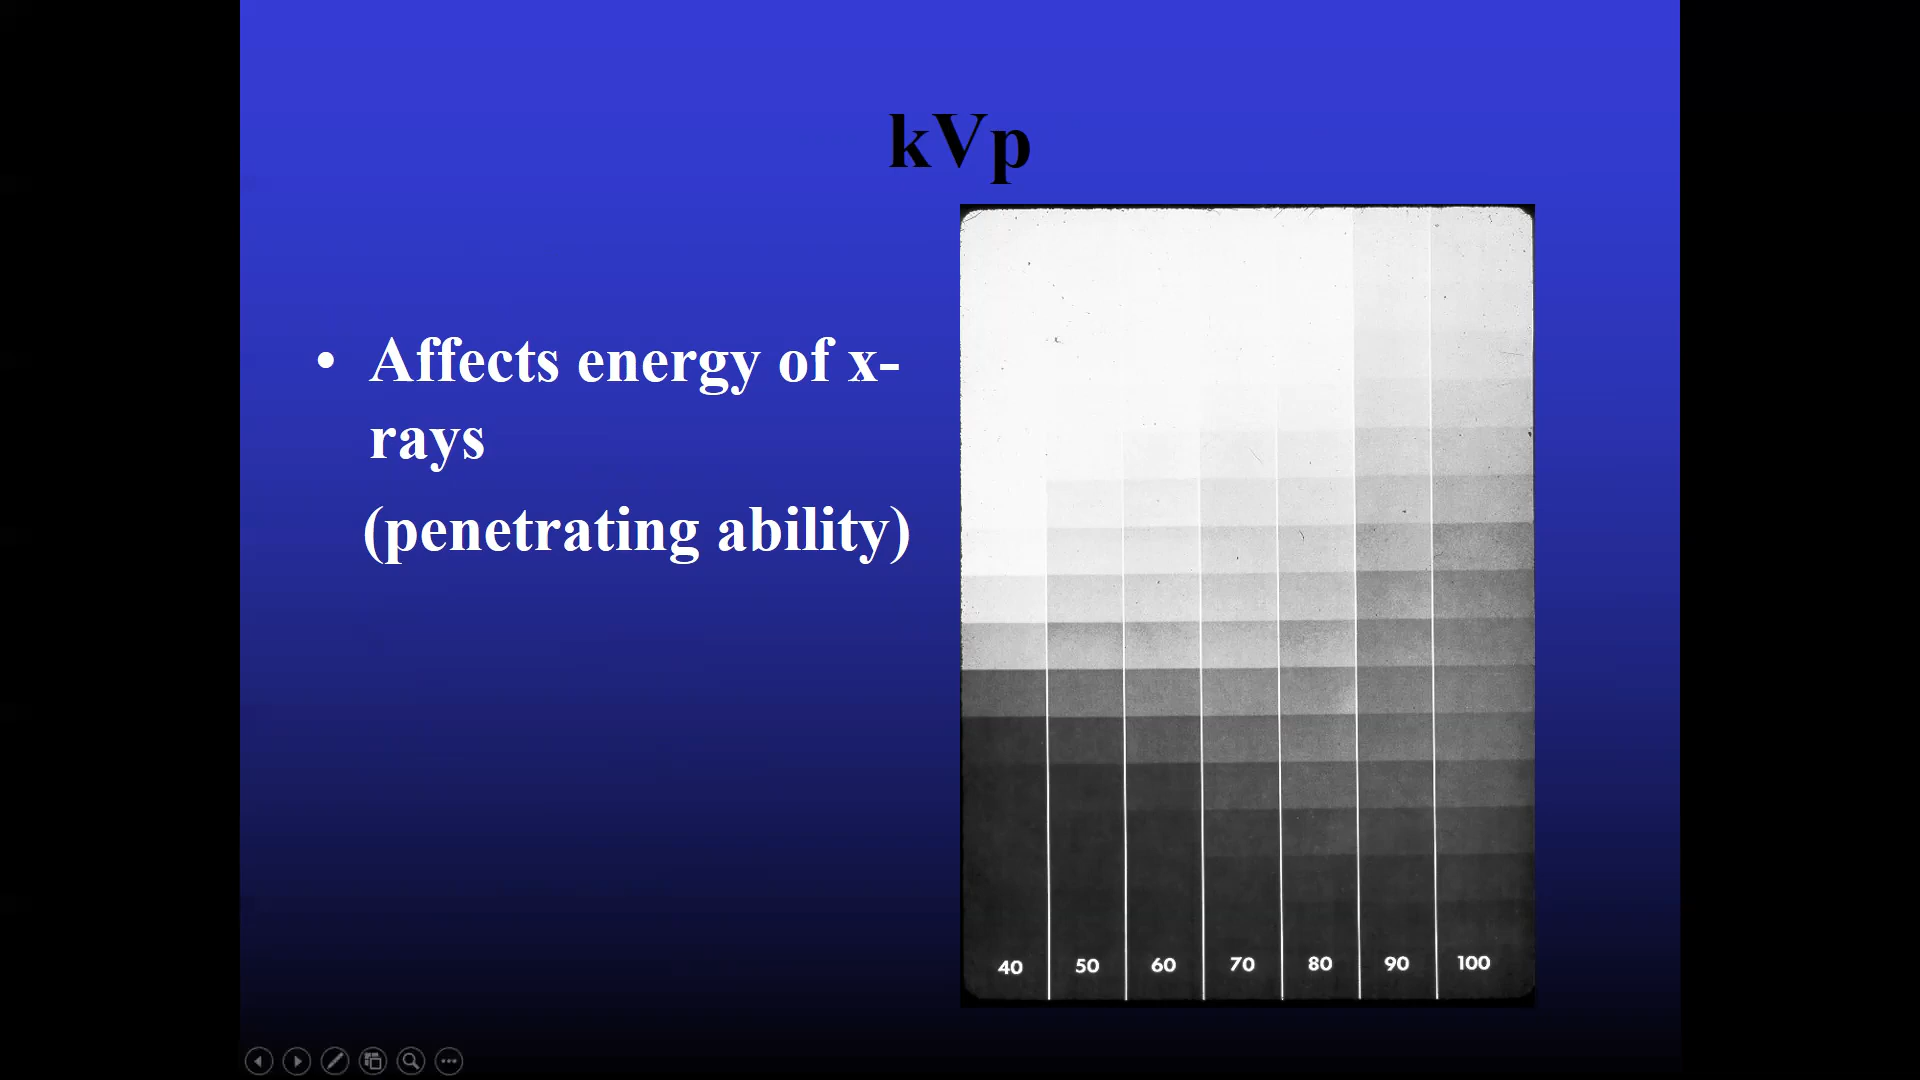 kVp
• Affects energy of x-
rays
(penetrating ability)
40 50 60 70 80 90 100